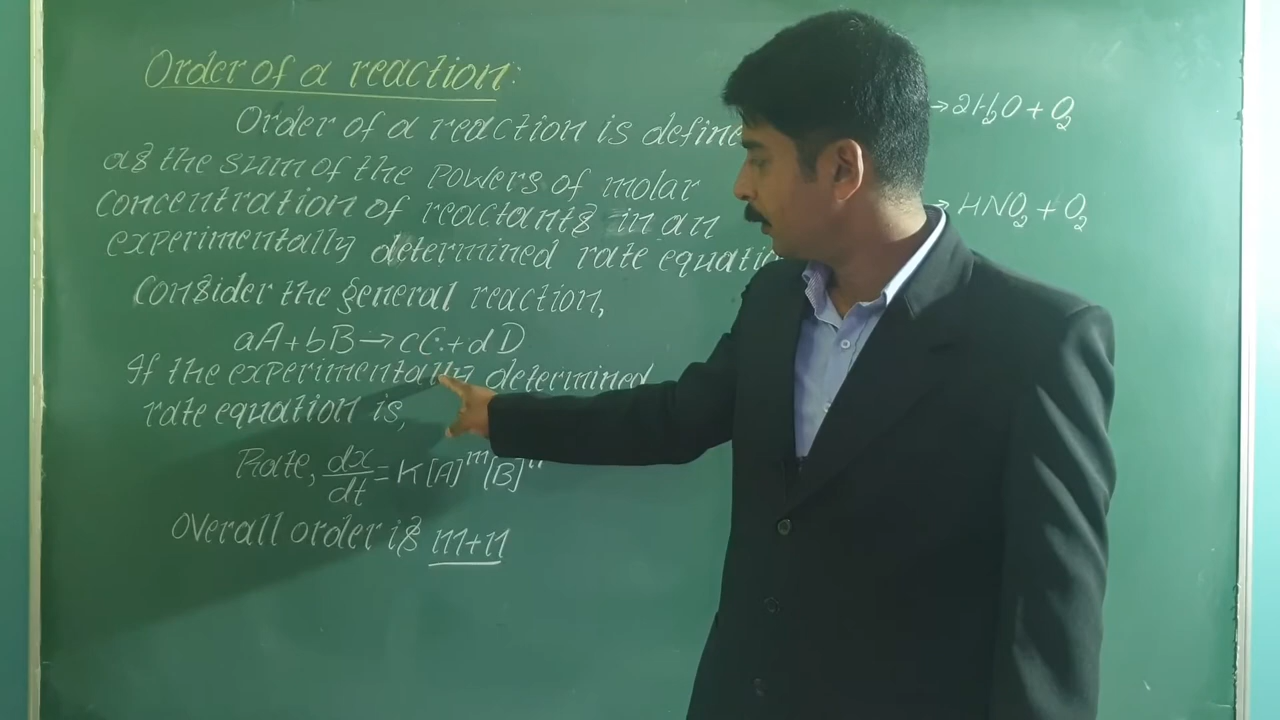 Order of a reaction:
Order of a reaction is define
as the sum of the powers of molar
concentration of reactants in an
experimentally determined rate equatio
Consider the general reaction,
aA+bB→cC+dD
If the experimentally determined
rate equation is,
Rate, dx/dt = K[A]^m[B]^n
Overall order is m+n
→2H₂O + O₂
→ HNO₂ + O₂